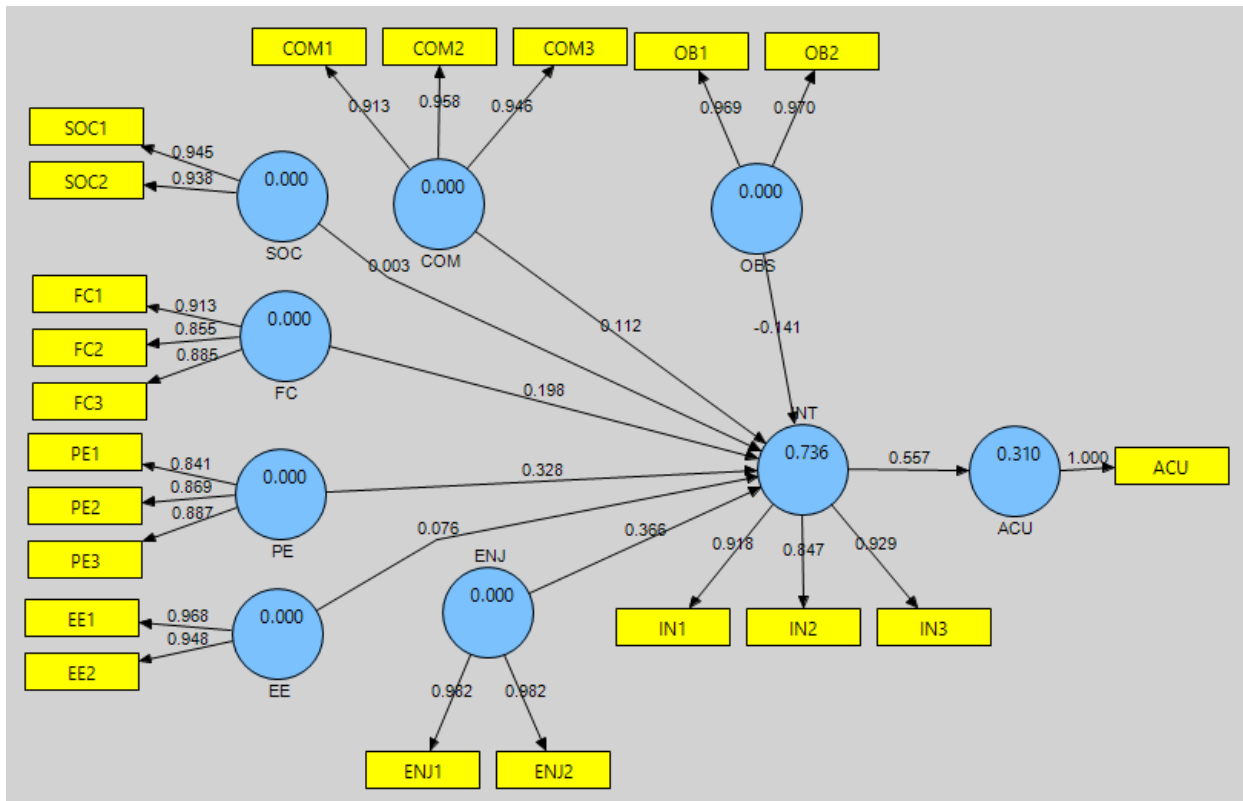 COM1
COM2
COM3
OB1
OB2
0.913
0.958
0.946
0.969
0.970
SOC1
SOC2
0.945
0.938
0.000
SOC
0.000
COM
0.000
OBS
0.003
0.112
-0.141
FC1
FC2
FC3
0.913
0.855
0.885
0.000
FC
0.198
PE1
PE2
PE3
0.841
0.869
0.887
0.000
PE
0.328
INT
0.736
0.557
0.310
ACU
1.000
ACU
0.076
0.366
ENJ
0.000
0.918
0.847
0.929
IN1
IN2
IN3
EE1
EE2
0.968
0.948
0.000
EE
0.982
0.982
ENJ1
ENJ2